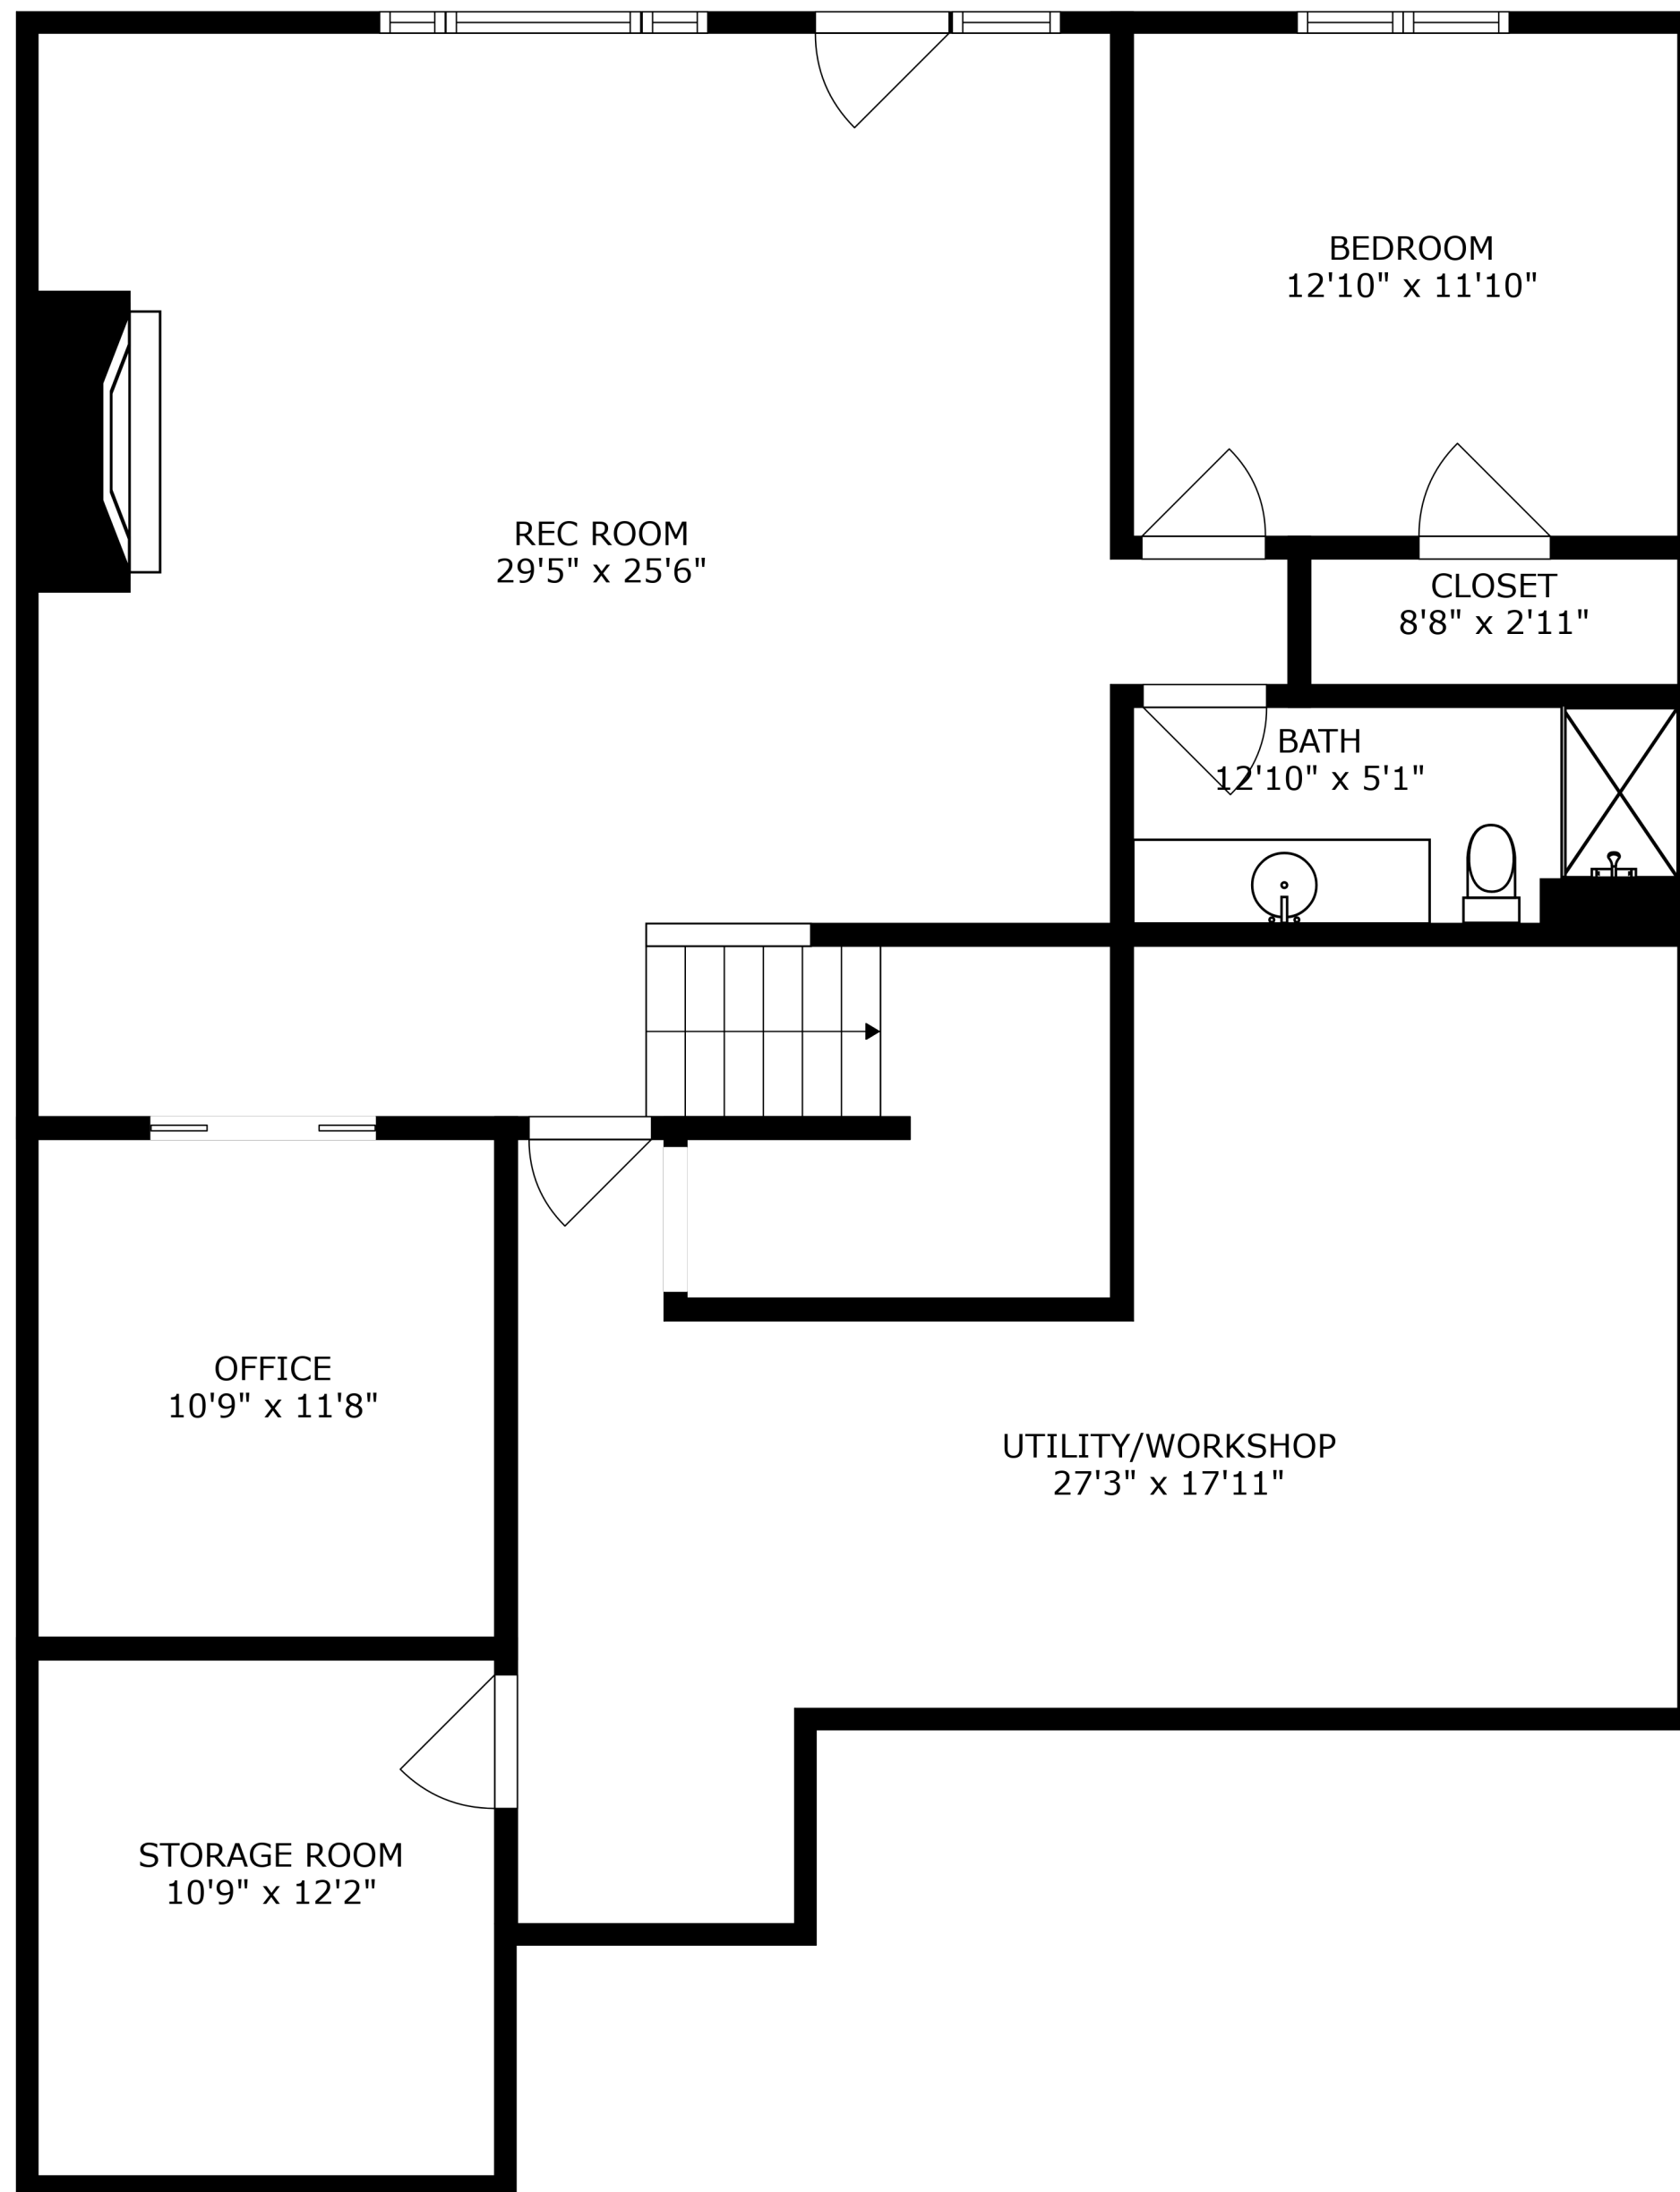 BEDROOM
12'10" x 11'10"
REC ROOM
29'5" x 25'6"
CLOSET
8'8" x 2'11"
BATH
12'10" x 5'1"
OFFICE
10'9" x 11'8"
UTILITY/WORKSHOP
27'3" x 17'11"
STORAGE ROOM
10'9" x 12'2"